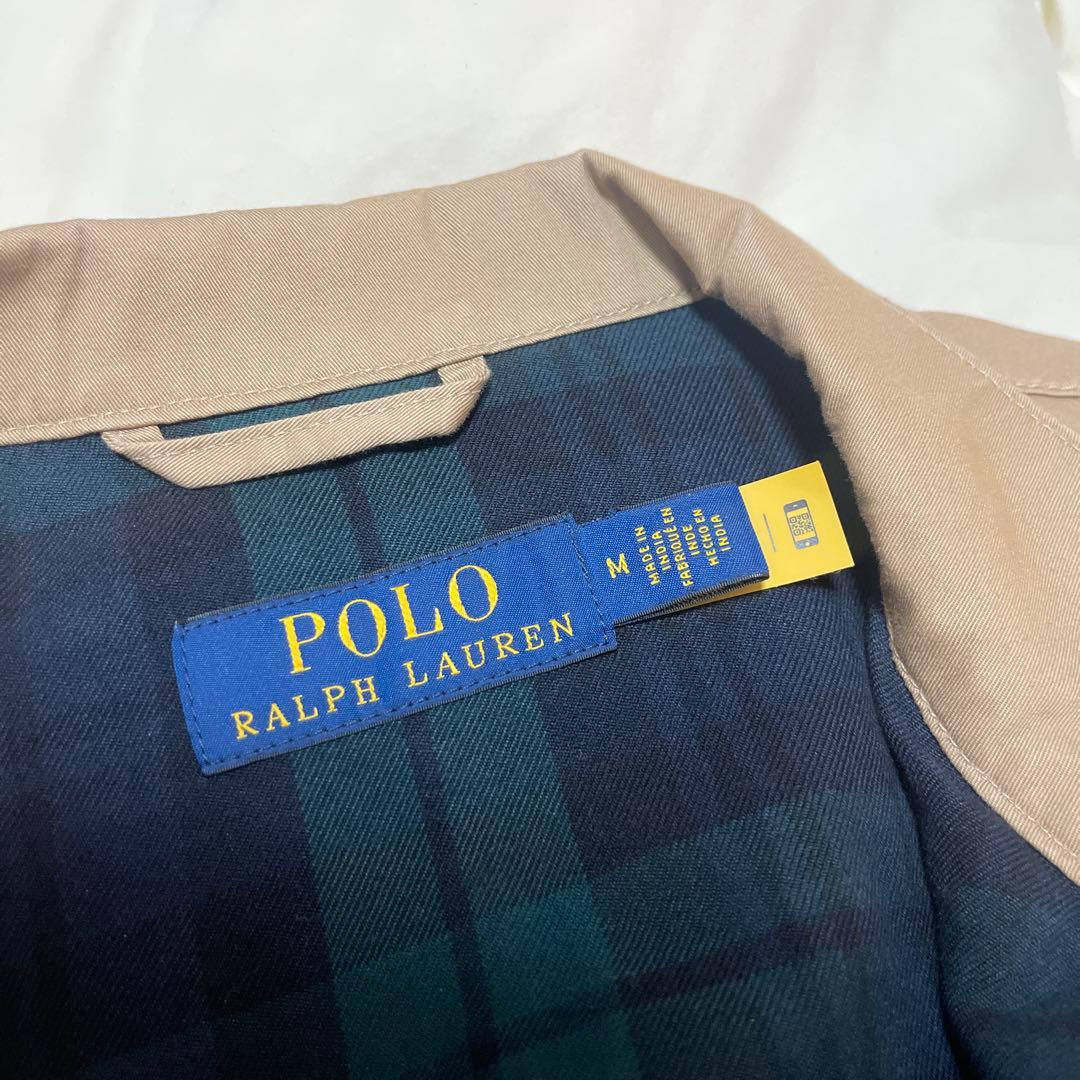 POLO
RALPH LAUREN
M
MADE IN
INDIA
FABRIQUÉ EN
INDE
HECHO EN
INDIA